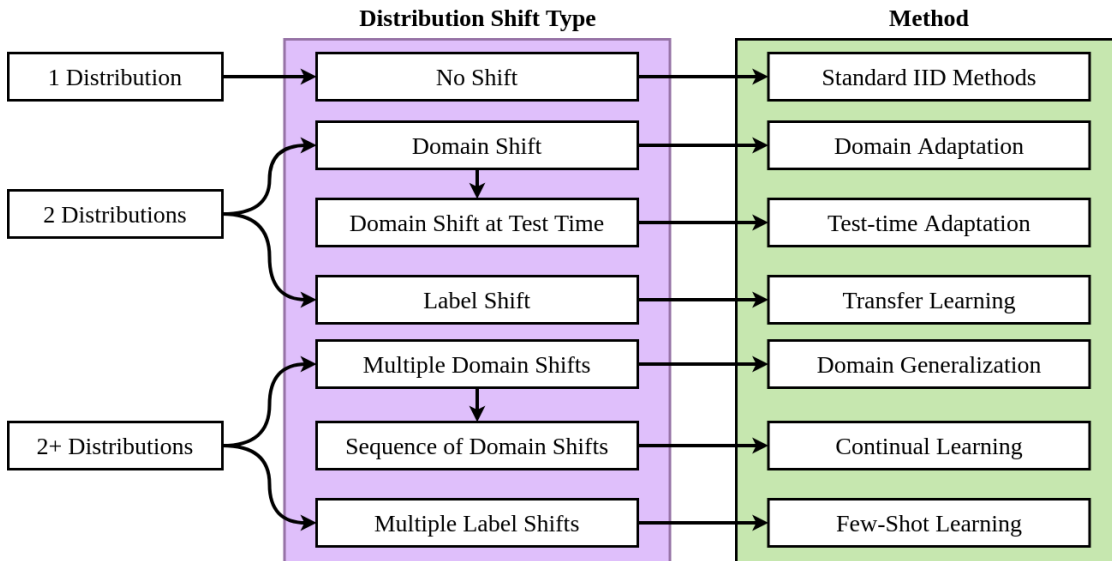 Distribution Shift Type
Method
1 Distribution
No Shift
Standard IID Methods
Domain Shift
Domain Adaptation
2 Distributions
Domain Shift at Test Time
Test-time Adaptation
Label Shift
Transfer Learning
Multiple Domain Shifts
Domain Generalization
2+ Distributions
Sequence of Domain Shifts
Continual Learning
Multiple Label Shifts
Few-Shot Learning